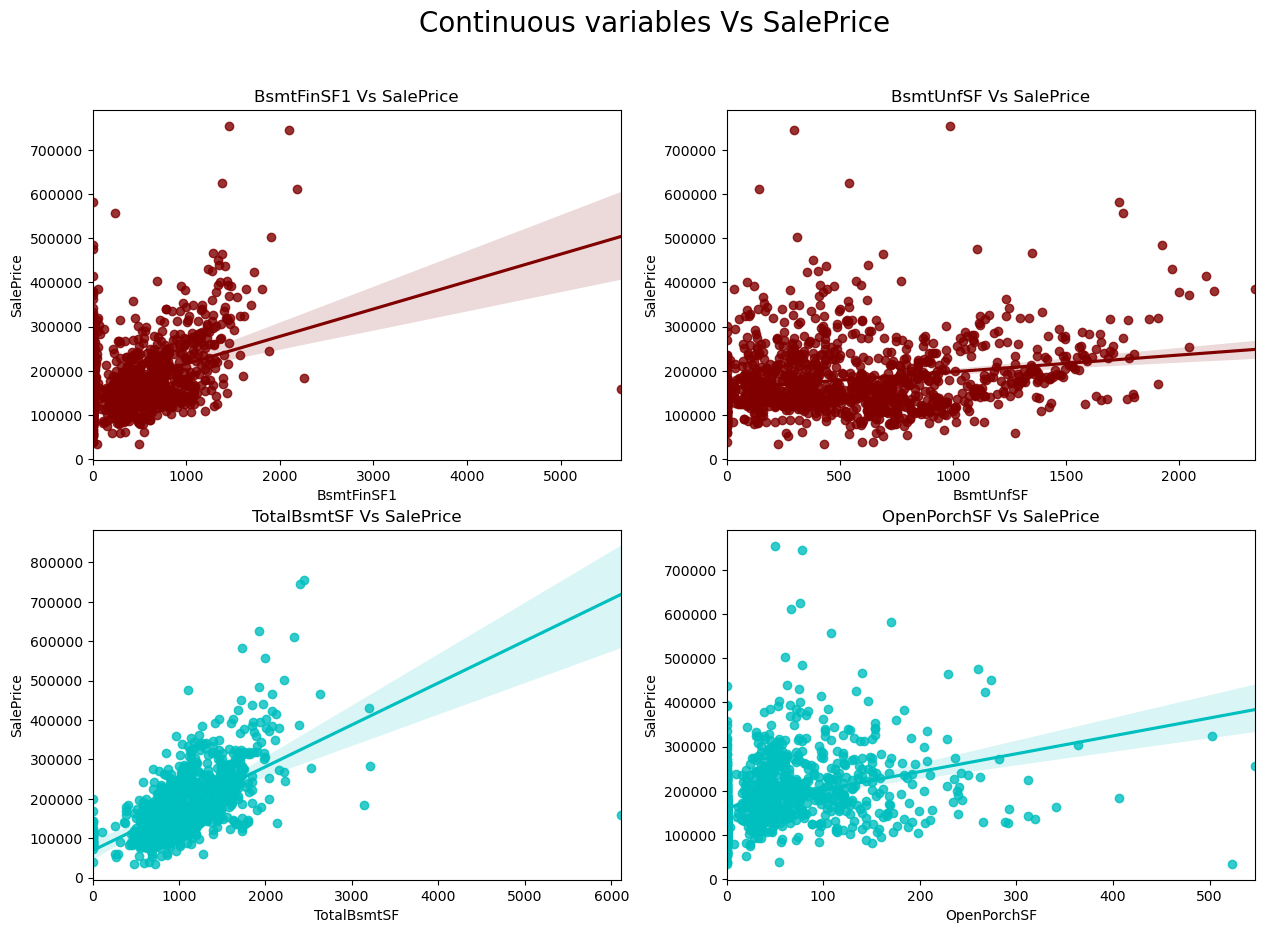 Continuous variables Vs SalePrice
BsmtFinSF1 Vs SalePrice
SalePrice
700000
600000
500000
400000
300000
200000
100000
0
0 1000 2000 3000 4000 5000
BsmtFinSF1
BsmtUnfSF Vs SalePrice
SalePrice
700000
600000
500000
400000
300000
200000
100000
0
0 500 1000 1500 2000
BsmtUnfSF
TotalBsmtSF Vs SalePrice
SalePrice
800000
700000
600000
500000
400000
300000
200000
100000
0
0 1000 2000 3000 4000 5000 6000
TotalBsmtSF
OpenPorchSF Vs SalePrice
SalePrice
700000
600000
500000
400000
300000
200000
100000
0
0 100 200 300 400 500
OpenPorchSF